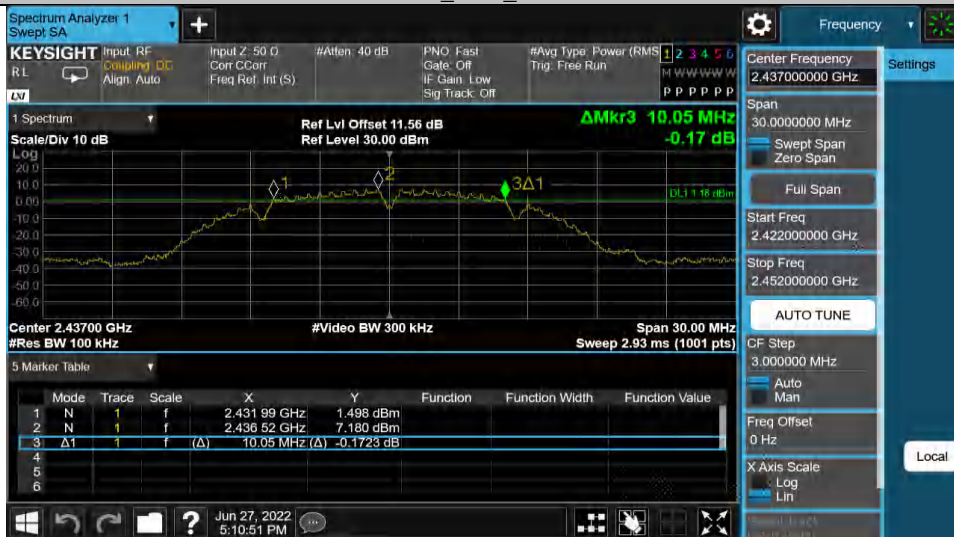 Spectrum Analyzer 1
Swept SA
Frequency
KEYSIGHT
RL
LXI
Input: RF
Coupling: DC
Align: Auto
Input Z: 50 Ω
Corr CCorr
Freq Ref: Int (S)
#Atten: 40 dB
PNO: Fast
Gate: Off
IF Gain: Low
Sig Track: Off
#Avg Type: Power (RMS
Trig: Free Run
1 2 3 4 5 6
M W W W W W
P P P P P P
Center Frequency
2.437000000 GHz
Settings
1 Spectrum
Scale/Div 10 dB
Ref Lvl Offset 11.56 dB
Ref Level 30.00 dBm
ΔMkr3 10.05 MHz
-0.17 dB
Span
30.0000000 MHz
Swept Span
Zero Span
Log
20.0
10.0
0.00
-10.0
-20.0
-30.0
-40.0
-50.0
-60.0
1
2
3Δ1
DL1 1.18 dBm
Full Span
Start Freq
2.422000000 GHz
Stop Freq
2.452000000 GHz
AUTO TUNE
Center 2.43700 GHz
#Res BW 100 kHz
#Video BW 300 kHz
Span 30.00 MHz
Sweep 2.93 ms (1001 pts)
CF Step
3.000000 MHz
Auto
Man
5 Marker Table
Mode Trace Scale X Y Function Function Width Function Value
1 N 1 f 2.431 99 GHz 1.498 dBm
2 N 1 f 2.436 52 GHz 7.180 dBm
3 Δ1 1 f (Δ) 10.05 MHz (Δ) -0.1723 dB
4
5
6
Freq Offset
0 Hz
Local
X Axis Scale
Log
Lin
?
Jun 27, 2022
5:10:51 PM